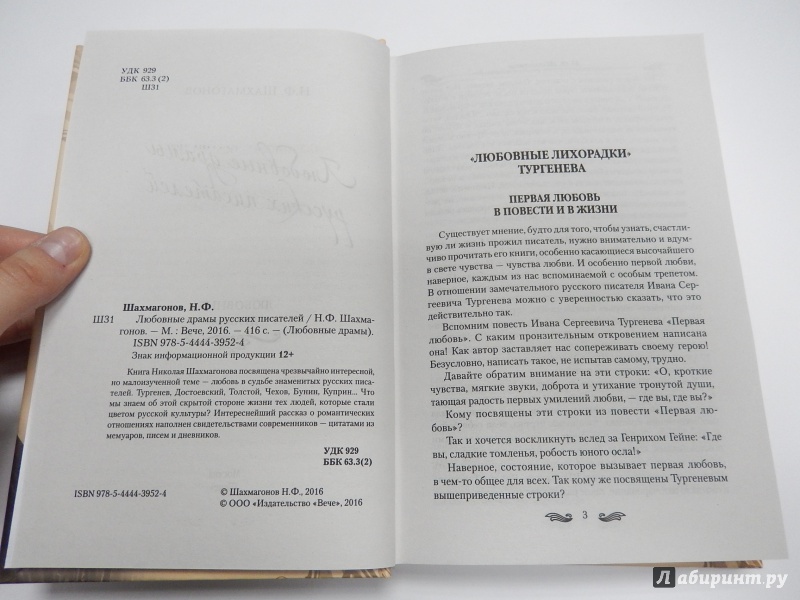 УДК 929
ББК 63.3 (2)
Ш31
Шахмагонов, Н.Ф.
Ш31 Любовные драмы русских писателей / Н.Ф. Шахма-
гонов. — М. : Вече, 2016. — 416 с. — (Любовные драмы).
ISBN 978-5-4444-3952-4
Знак информационной продукции 12+
Книга Николая Шахмагонова посвящена чрезвычайно интересной,
но малоизученной теме – любовь в судьбе знаменитых русских писа-
телей. Тургенев, Достоевский, Толстой, Чехов, Бунин, Куприн... Что
мы знаем об этой скрытой стороне жизни тех людей, которые стали
цветом русской культуры? Интереснейший рассказ о романтических
отношениях наполнен свидетельствами современников – цитатами из
мемуаров, писем и дневников.
УДК 929
ББК 63.3(2)
ISBN 978-5-4444-3952-4
© Шахмагонов Н.Ф., 2016
© ООО «Издательство «Вече», 2016
«ЛЮБОВНЫЕ ЛИХОРАДКИ»
ТУРГЕНЕВА
ПЕРВАЯ ЛЮБОВЬ
В ПОВЕСТИ И В ЖИЗНИ
Существует мнение, будто для того, чтобы узнать, счастли-
вую ли жизнь прожил писатель, нужно внимательно и вдум-
чиво прочитать его книги, особенно касающиеся высочайшего
в свете чувства — чувства любви. И особенно первой любви,
наверное, каждым из нас вспоминаемой с особым трепетом.
В отношении замечательного русского писателя Ивана Сер-
геевича Тургенева можно с уверенностью сказать, что это
действительно так.
Вспомним повесть Ивана Сергеевича Тургенева «Первая
любовь». С каким пронзительным откровением написана
она! Как автор заставляет нас сопереживать своему герою!
Безусловно, написать такое, не испытав самому, трудно.
Давайте обратим внимание на эти строки: «О, кроткие
чувства, мягкие звуки, доброта и утихание тронутой души,
тающая радость первых умилений любви, — где вы, где вы?»
Кому посвящены эти строки из повести «Первая лю-
бовь»?
Так и хочется воскликнуть вслед за Генрихом Гейне: «Где
вы, сладкие томленья, робость юного осла!»
Наверное, состояние, которое вызывает первая любовь,
в чем-то общее для всех. Так кому же посвящены Тургеневым
вышеприведенные строки?
3
Лабиринт.ру